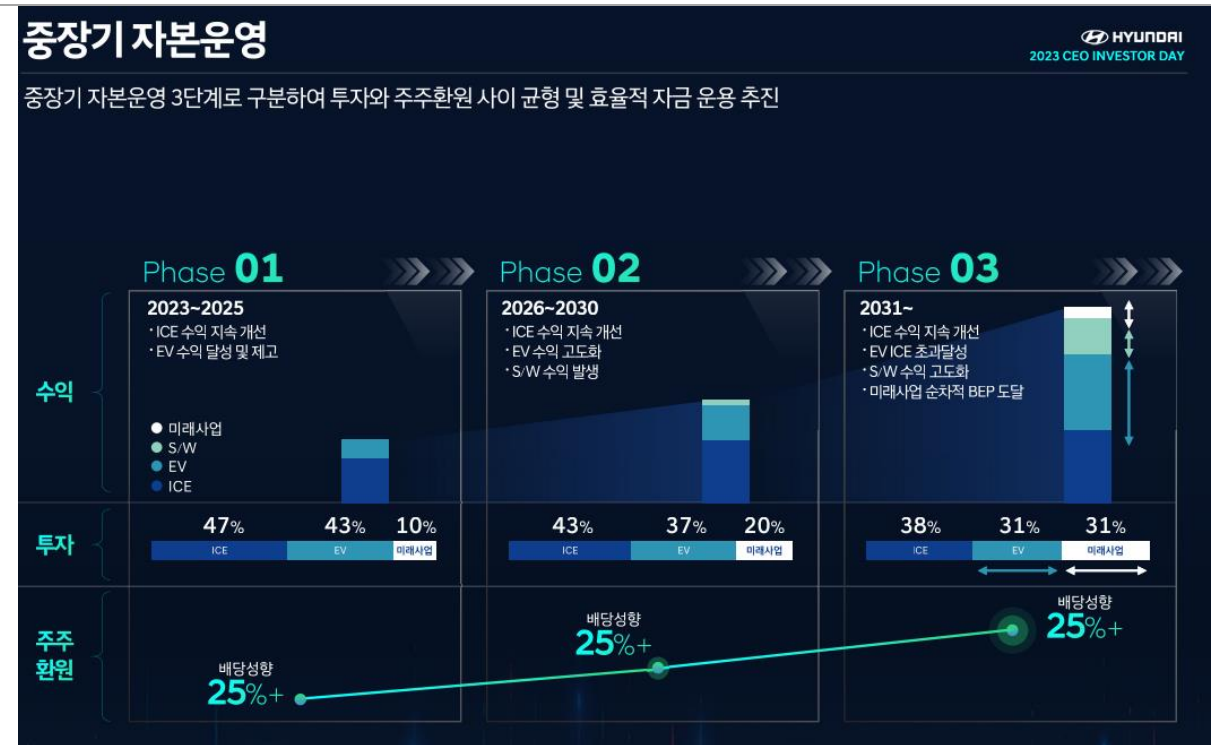 중장기 자본운영
HYUNDAI
2023 CEO INVESTOR DAY
중장기 자본운영 3단계로 구분하여 투자와 주주환원 사이 균형 및 효율적 자금 운용 추진
Phase 01
Phase 02
Phase 03
수익
2023~2025
· ICE 수익 지속 개선
· EV 수익 달성 및 제고
미래사업
S/W
EV
ICE
2026~2030
· ICE 수익 지속 개선
· EV 수익 고도화
· S/W 수익 발생
2031~
· ICE 수익 지속 개선
· EV ICE 초과달성
· S/W 수익 고도화
· 미래사업 순차적 BEP 도달
투자
47% 43% 10%
ICE EV 미래사업
43% 37% 20%
ICE EV 미래사업
38% 31% 31%
ICE EV 미래사업
주주
환원
배당성향
25%+
배당성향
25%+
배당성향
25%+